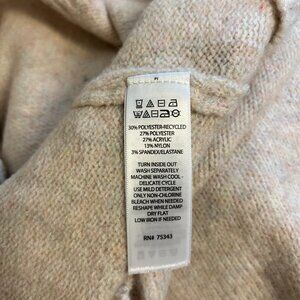 30% POLYESTER-RECYCLED
27% POLYESTER
27% ACRYLIC
13% NYLON
3% SPANDEX/ELASTANE
TURN INSIDE OUT
WASH SEPARATELY
MACHINE WASH COOL -
DELICATE CYCLE
USE MILD DETERGENT
ONLY NON-CHLORINE
BLEACH WHEN NEEDED
RESHAPE WHILE DAMP
DRY FLAT
LOW IRON IF NEEDED
RN# 75343